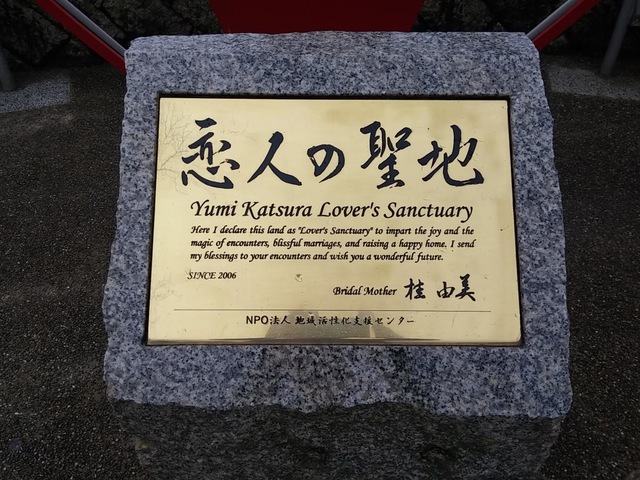 恋人の聖地
Yumi Katsura Lover's Sanctuary
Here I declare this land as "Lover's Sanctuary" to impart the joy and the
magic of encounters, blissful marriages, and raising a happy home. I send
my blessings to your encounters and wish you a wonderful future.
SINCE 2006
Bridal Mother 桂 由美
NPO法人 地域活性化支援センター